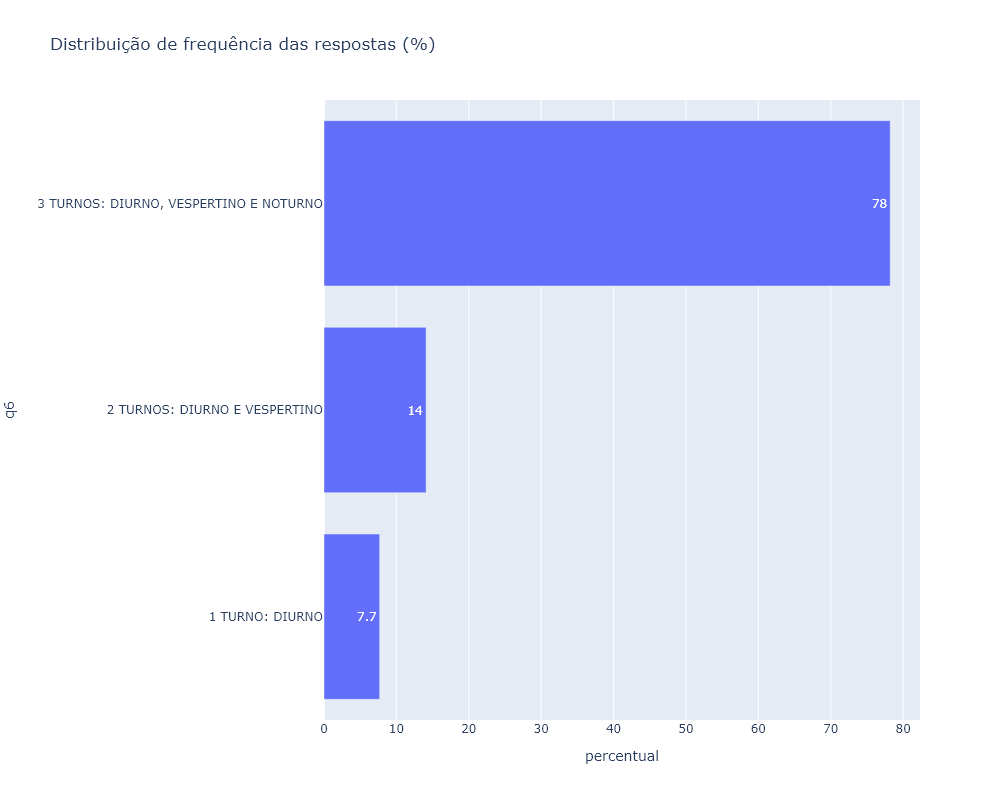 Distribuição de frequência das respostas (%)
3 TURNOS: DIURNO, VESPERTINO E NOTURNO
78
2 TURNOS: DIURNO E VESPERTINO
14
1 TURNO: DIURNO
7.7
q6
0 10 20 30 40 50 60 70 80
percentual